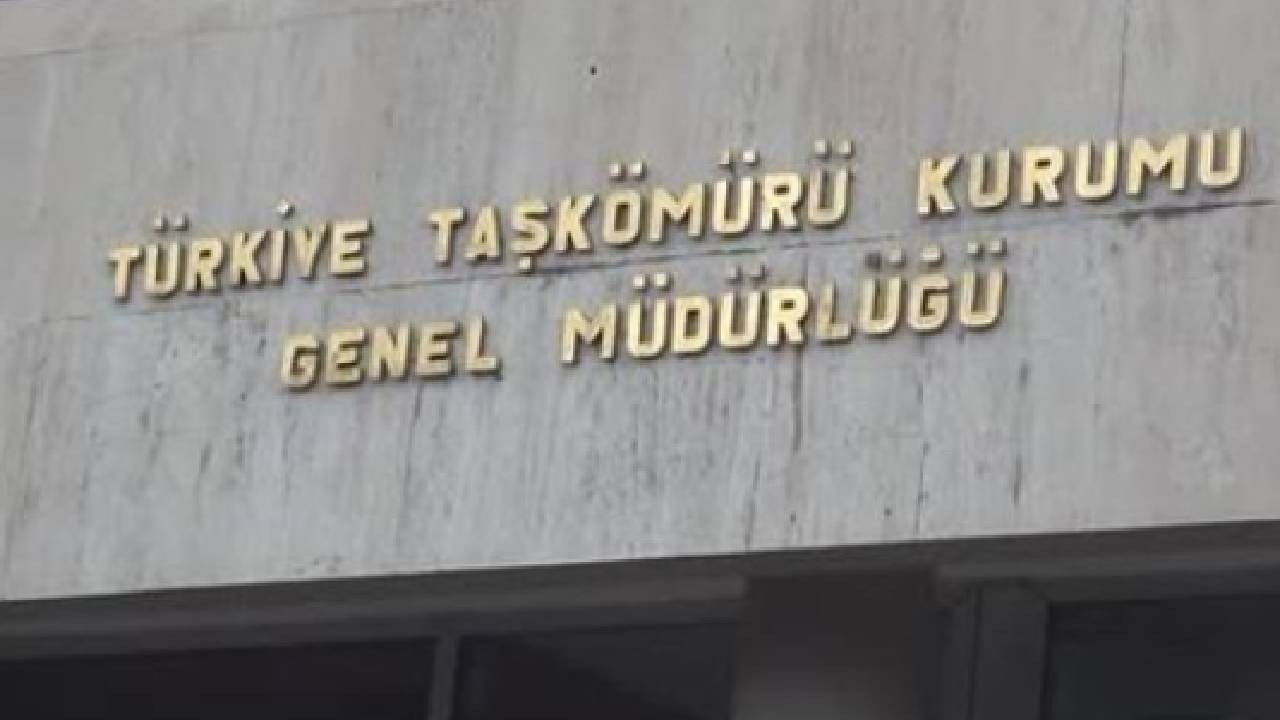 TÜRKİYE TAŞKÖMÜRÜ KURUMU
GENEL MÜDÜRLÜĞÜ